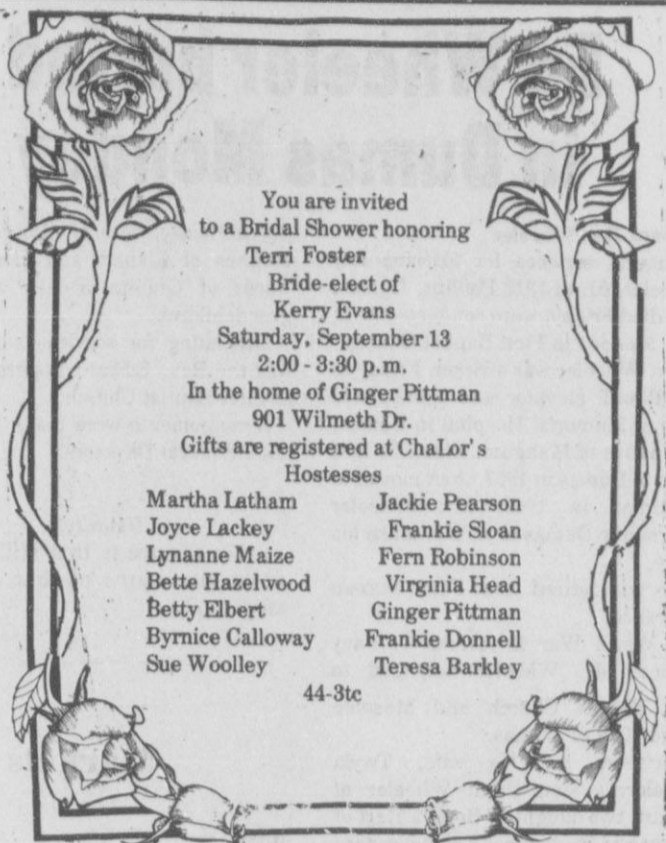 You are invited
to a Bridal Shower honoring
Terri Foster
Bride-elect of
Kerry Evans
Saturday, September 13
2:00 - 3:30 p.m.
In the home of Ginger Pittman
901 Wilmeth Dr.
Gifts are registered at ChaLor's
Hostesses
Martha Latham Jackie Pearson
Joyce Lackey Frankie Sloan
Lynanne Maize Fern Robinson
Bette Hazelwood Virginia Head
Betty Elbert Ginger Pittman
Byrnice Calloway Frankie Donnell
Sue Woolley Teresa Barkley
44-3tc